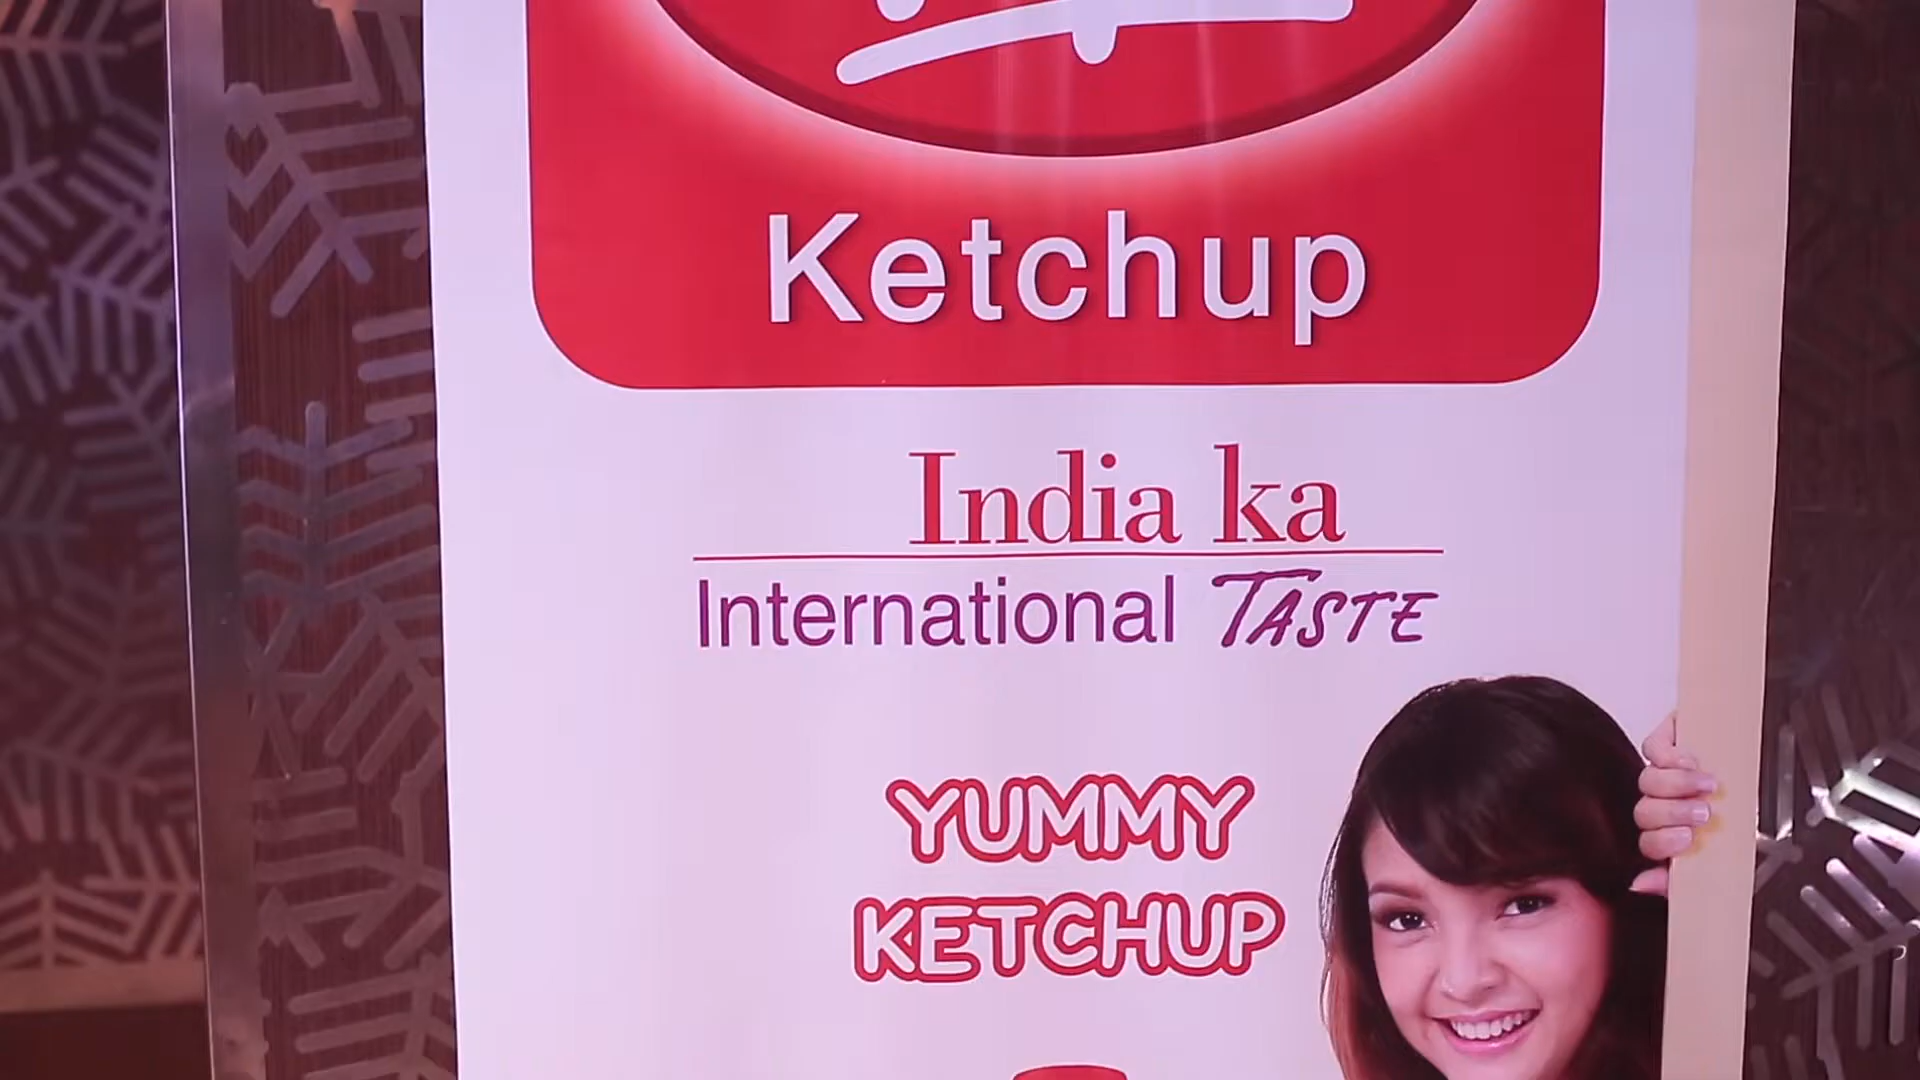 Ketchup
India ka
International TASTE
YUMMY
KETCHUP